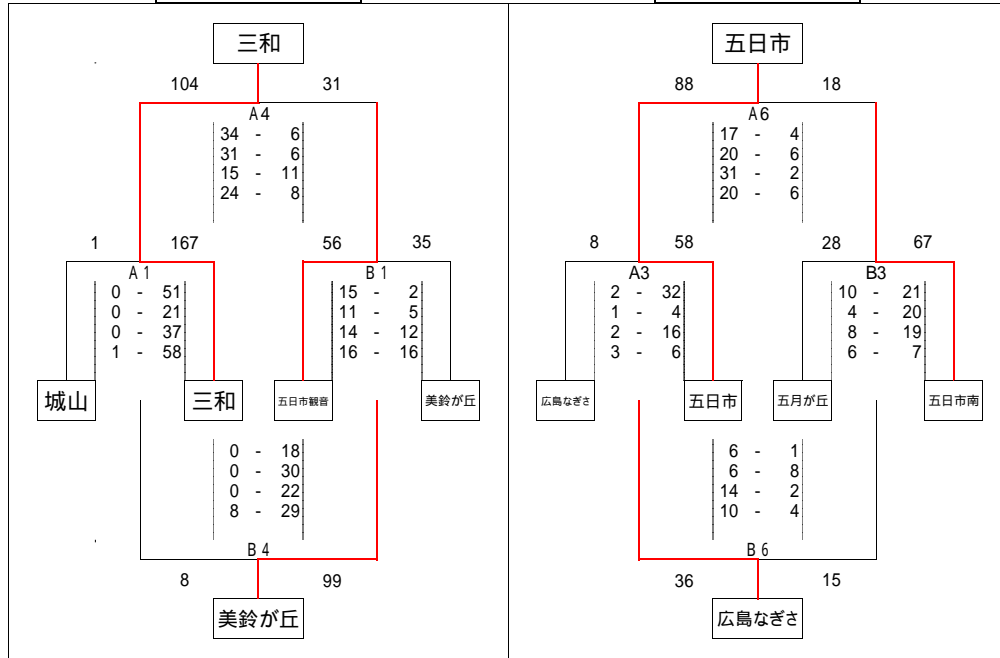 三和
104 31
A4
34 - 6
31 - 6
15 - 11
24 - 8
1 167
56 35
A1
0 - 51
0 - 21
0 - 37
1 - 58
B1
15 - 2
11 - 5
14 - 12
16 - 16
城山
三和
五日市観音
美鈴が丘
0 - 18
0 - 30
0 - 22
8 - 29
B4
8 99
美鈴が丘
五日市
88 18
A6
17 - 4
20 - 6
31 - 2
20 - 6
8 58
28 67
A3
2 - 32
1 - 4
2 - 16
3 - 6
B3
10 - 21
4 - 20
8 - 19
6 - 7
広島なぎさ
五日市
五月が丘
五日市南
6 - 1
6 - 8
14 - 2
10 - 4
B6
36 15
広島なぎさ